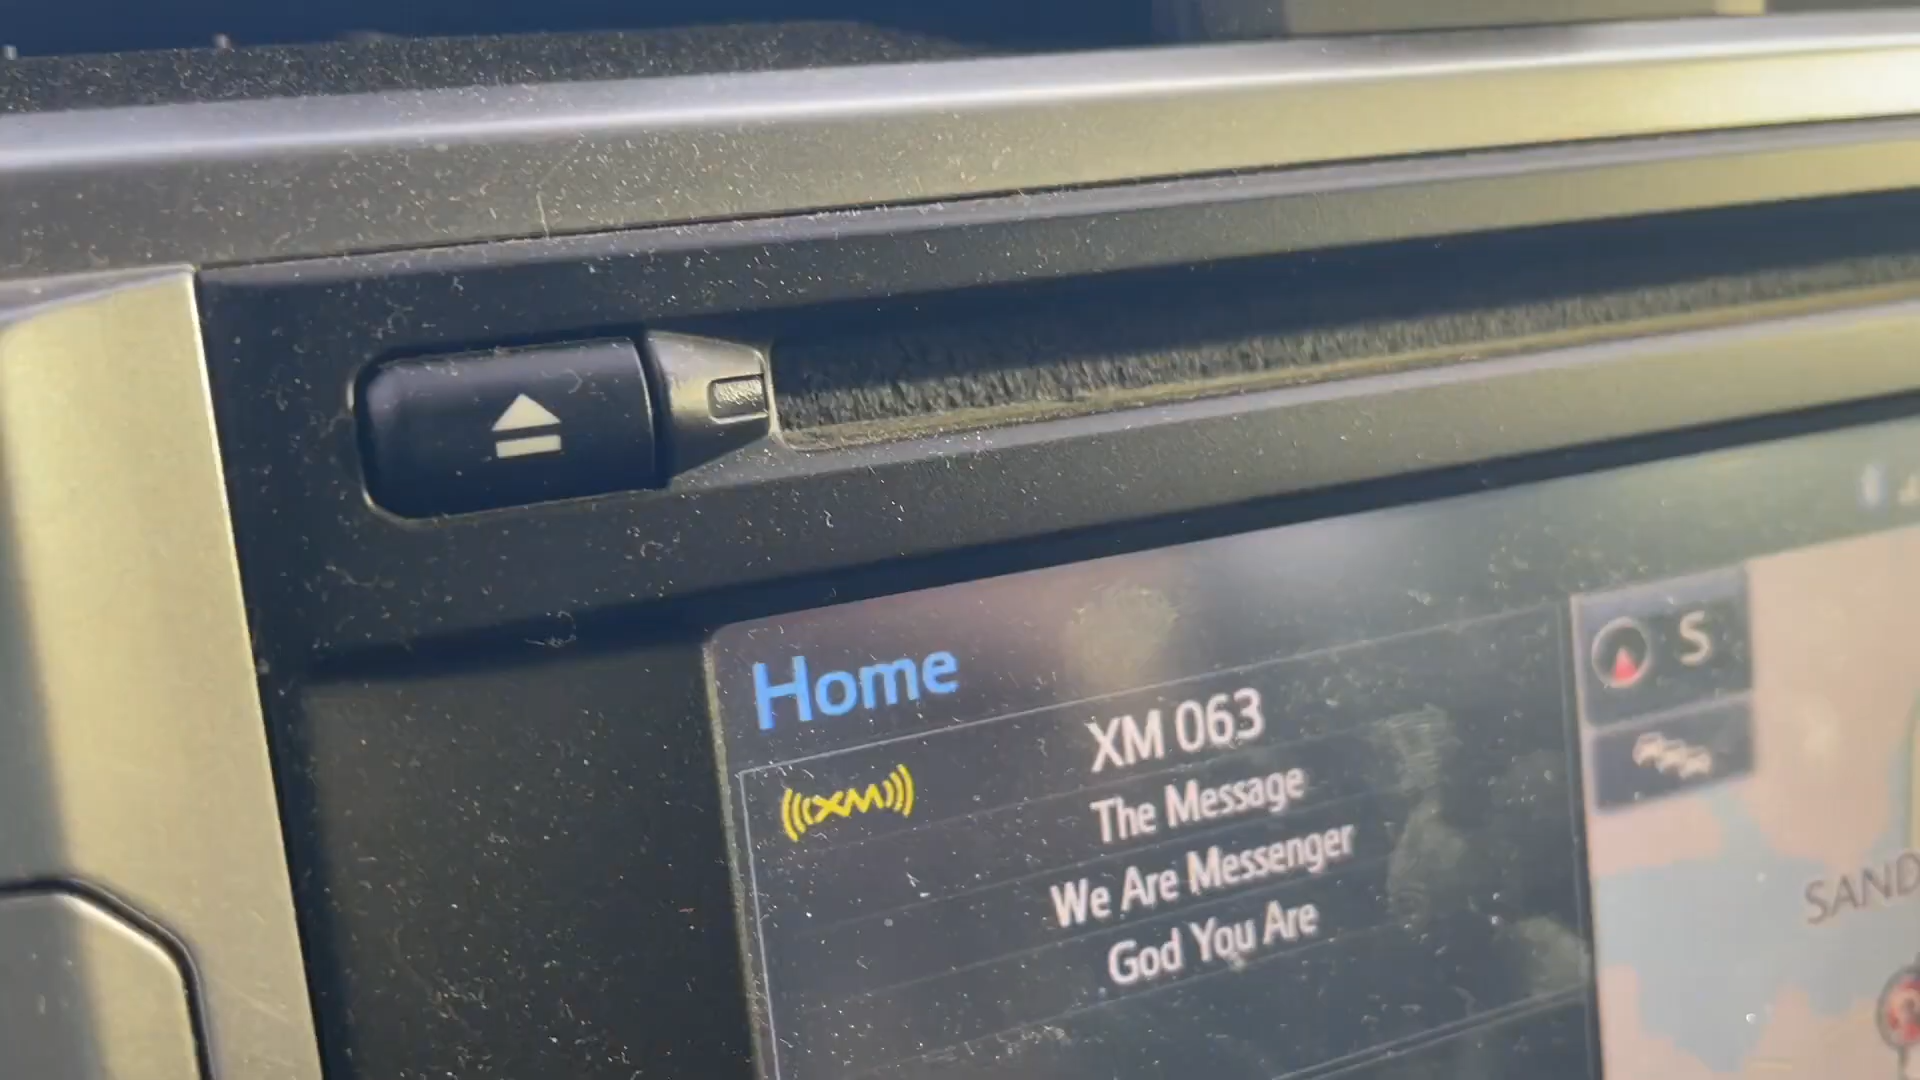 Home
XM 063
(((XM)))
The Message
We Are Messenger
God You Are
S
SAND